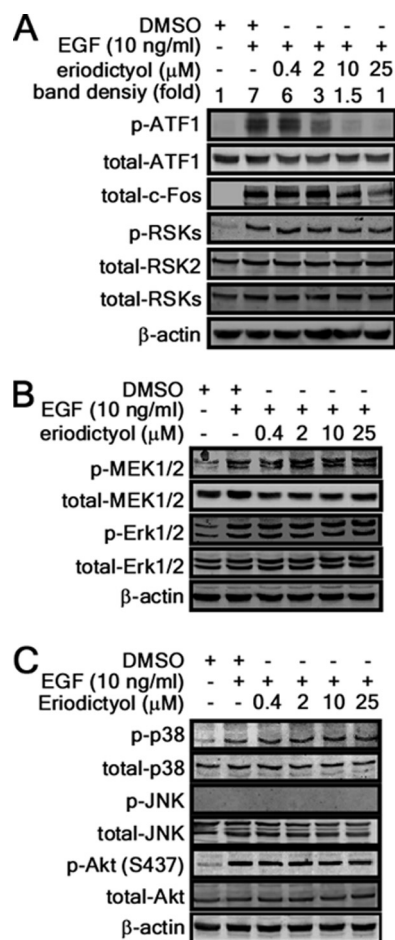 A
DMSO + + - - - -
EGF (10 ng/ml) - + + + + +
eriodictyol (μM) - - 0.4 2 10 25
band densiy (fold) 1 7 6 3 1.5 1
p-ATF1
total-ATF1
total-c-Fos
p-RSKs
total-RSK2
total-RSKs
β-actin
B
DMSO + + - - - -
EGF (10 ng/ml) - + + + + +
eriodictyol (μM) - - 0.4 2 10 25
p-MEK1/2
total-MEK1/2
p-Erk1/2
total-Erk1/2
β-actin
C
DMSO + + - - - -
EGF (10 ng/ml) - + + + + +
Eriodictyol (μM) - - 0.4 2 10 25
p-p38
total-p38
p-JNK
total-JNK
p-Akt (S437)
total-Akt
β-actin